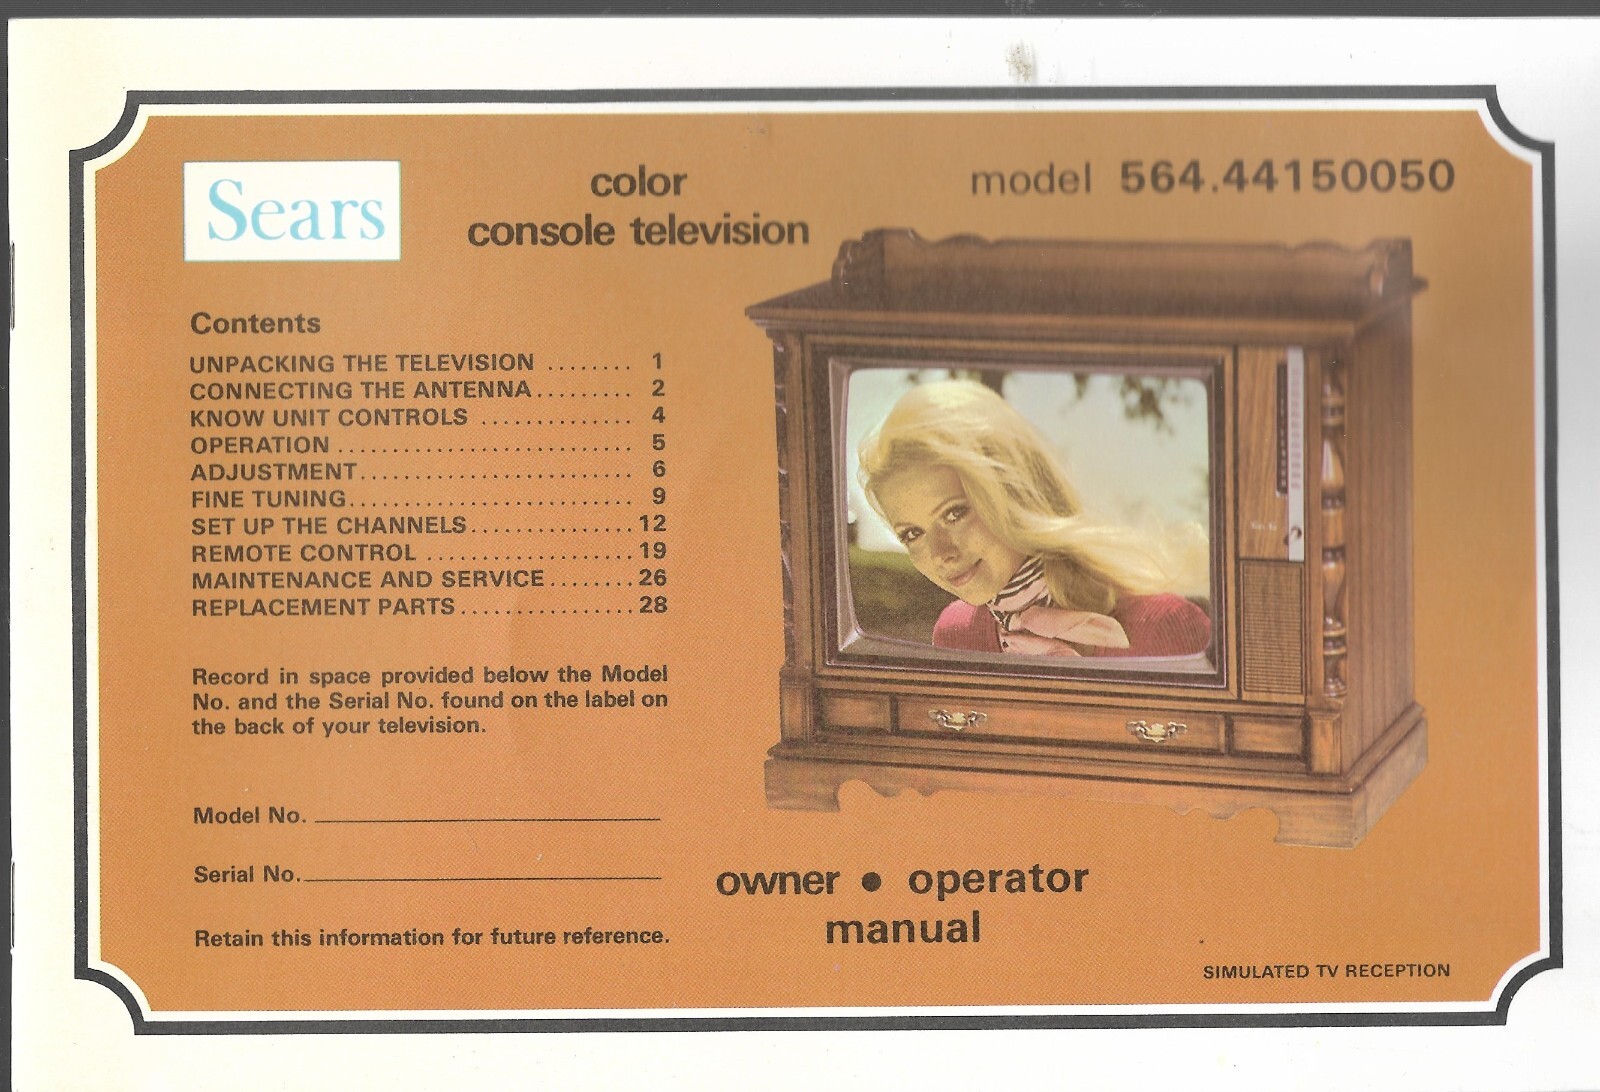 Sears
color
console television
model 564.44150050
Contents
UNPACKING THE TELEVISION ........ 1
CONNECTING THE ANTENNA......... 2
KNOW UNIT CONTROLS .............. 4
OPERATION ........................... 5
ADJUSTMENT......................... 6
FINE TUNING.......................... 9
SET UP THE CHANNELS...............12
REMOTE CONTROL ...................19
MAINTENANCE AND SERVICE........26
REPLACEMENT PARTS................28
Record in space provided below the Model
No. and the Serial No. found on the label on
the back of your television.
Model No.
Serial No.
Retain this information for future reference.
owner • operator
manual
SIMULATED TV RECEPTION